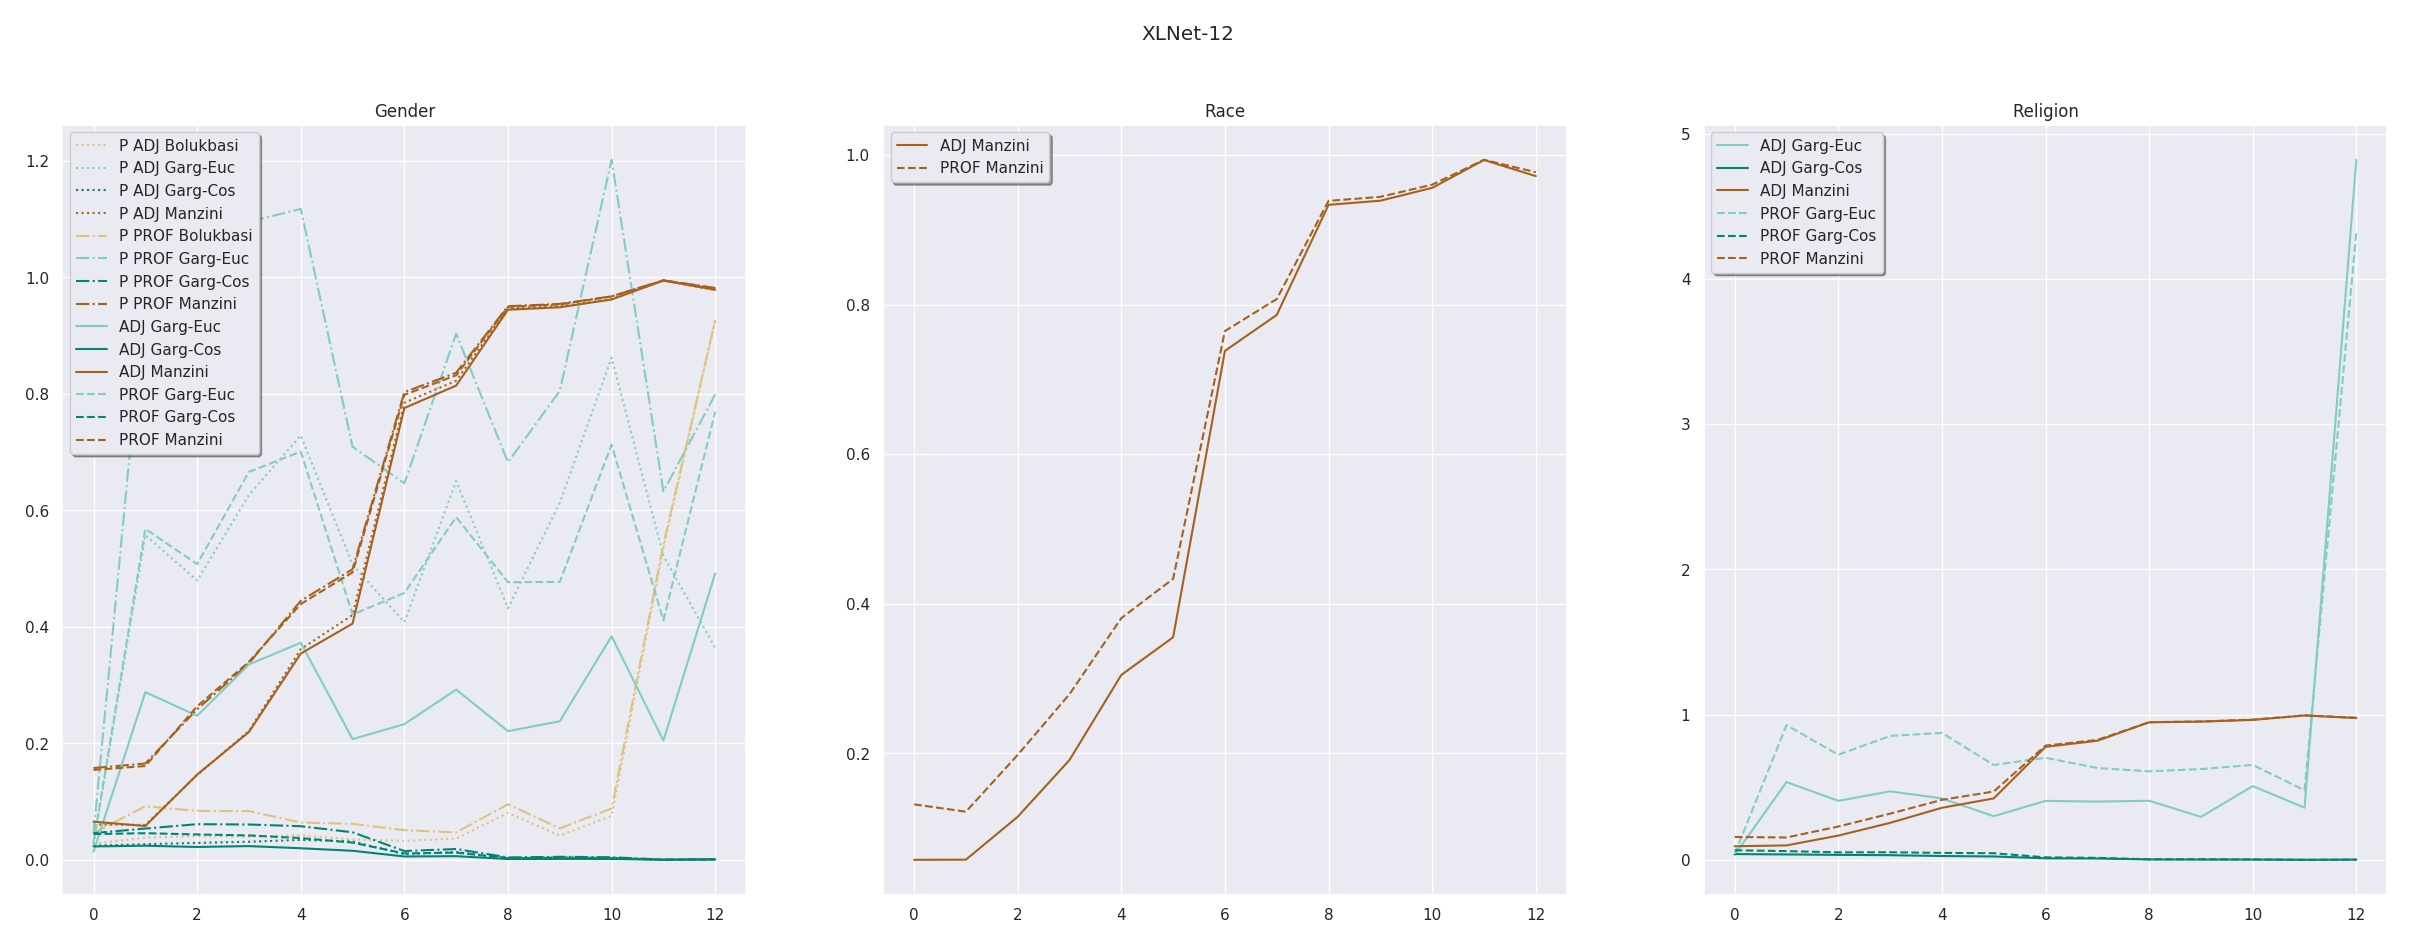 XLNet-12
Gender
P ADJ Bolukbasi
P ADJ Garg-Euc
P ADJ Garg-Cos
P ADJ Manzini
P PROF Bolukbasi
P PROF Garg-Euc
P PROF Garg-Cos
P PROF Manzini
ADJ Garg-Euc
ADJ Garg-Cos
ADJ Manzini
PROF Garg-Euc
PROF Garg-Cos
PROF Manzini
1.2
1.0
0.8
0.6
0.4
0.2
0.0
0 2 4 6 8 10 12
Race
ADJ Manzini
PROF Manzini
1.0
0.8
0.6
0.4
0.2
0 2 4 6 8 10 12
Religion
ADJ Garg-Euc
ADJ Garg-Cos
ADJ Manzini
PROF Garg-Euc
PROF Garg-Cos
PROF Manzini
5
4
3
2
1
0
0 2 4 6 8 10 12